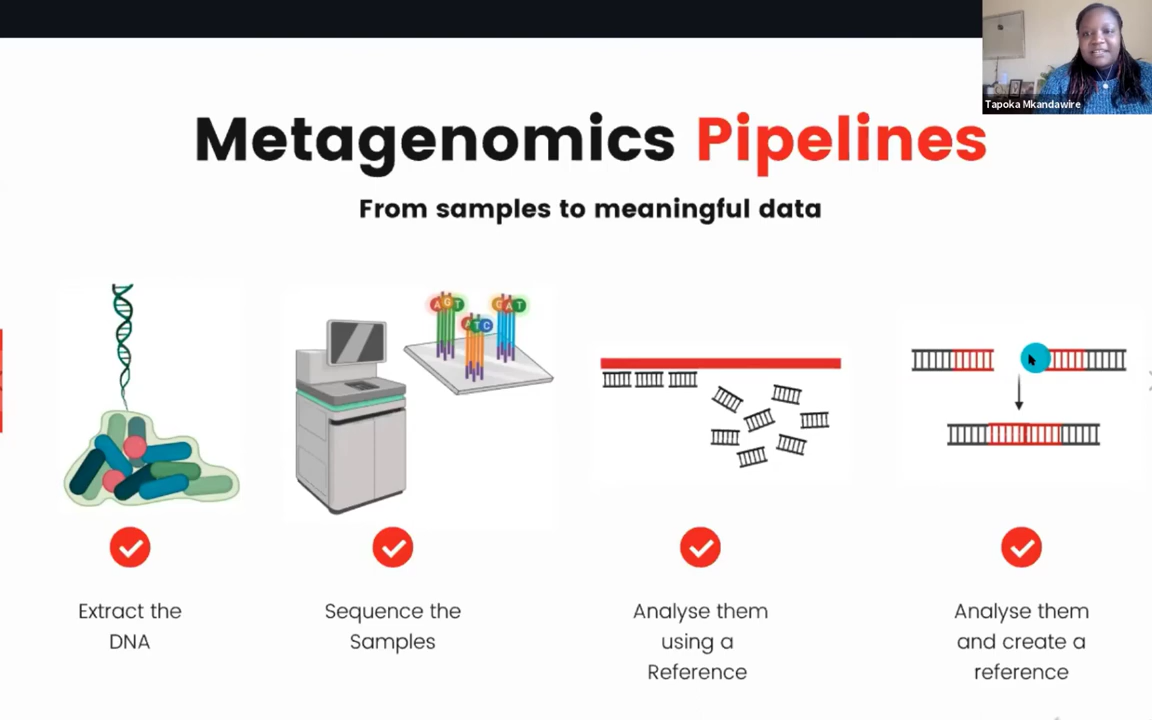 Tapoka Mkandawire
Metagenomics Pipelines
From samples to meaningful data
A G T
A T C
G A T
Extract the
DNA
Sequence the
Samples
Analyse them
using a
Reference
Analyse them
and create a
reference